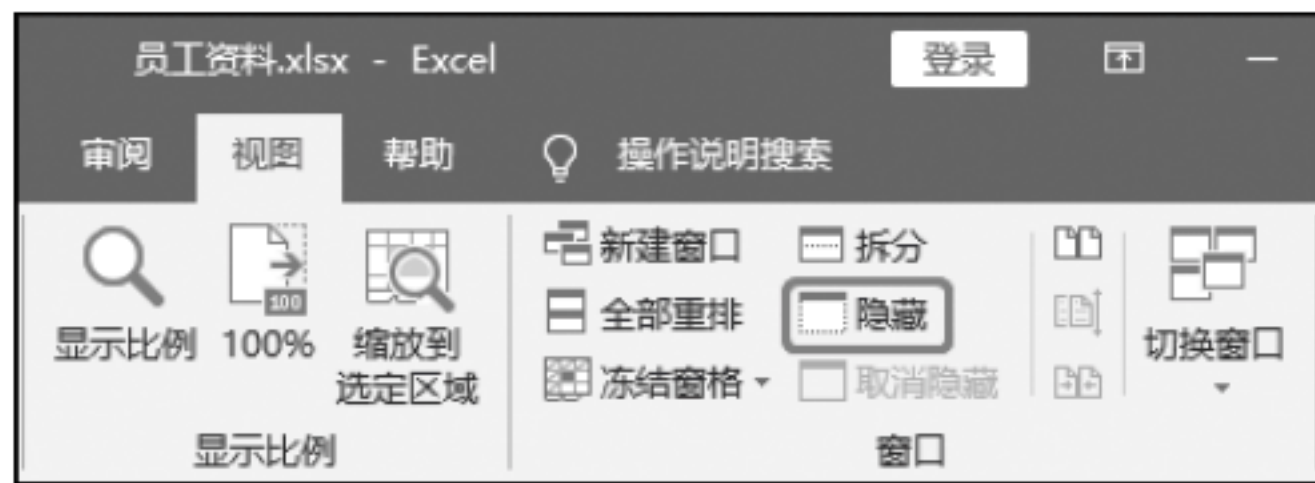 员工资料.xlsx - Excel 登录
审阅 视图 帮助 操作说明搜索
显示比例
100
100%
缩放到
选定区域
显示比例
新建窗口
全部重排
冻结窗格
拆分
隐藏
取消隐藏
切换窗口
窗口